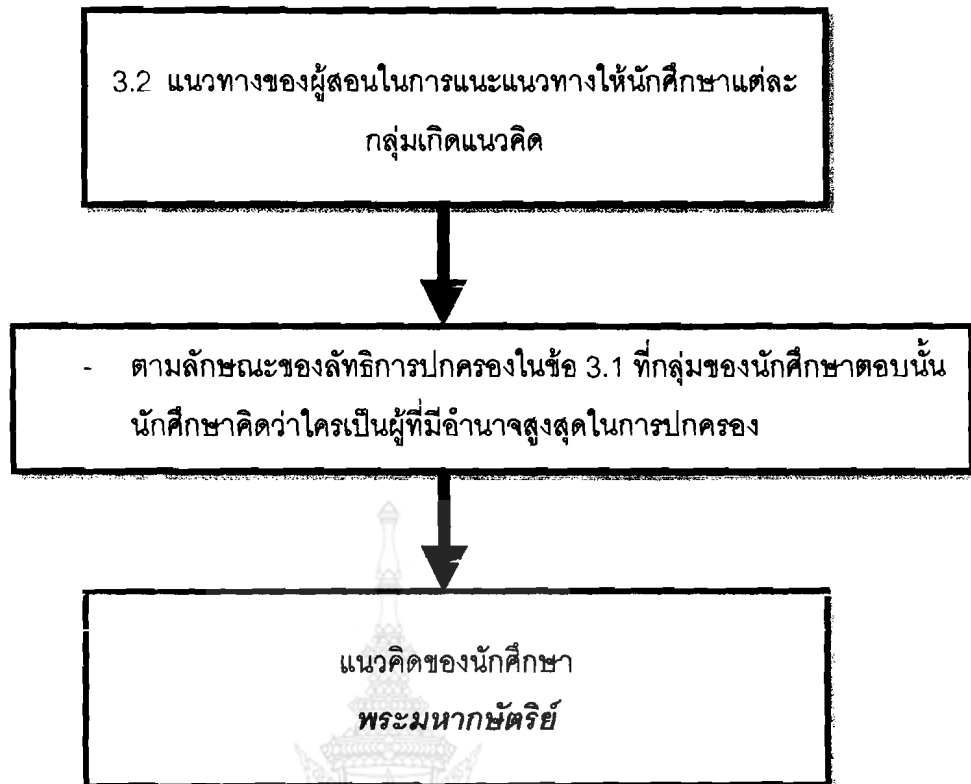 3.2 แนวทางของผู้สอนในการแนะแนวทางให้นักศึกษาแต่ละ
กลุ่มเกิดแนวคิด
- ตามลักษณะของลัทธิการปกครองในข้อ 3.1 ที่กลุ่มของนักศึกษาตอบนั้น
นักศึกษาคิดว่าใครเป็นผู้ที่มีอำนาจสูงสุดในการปกครอง
แนวคิดของนักศึกษา
พระมหากษัตริย์